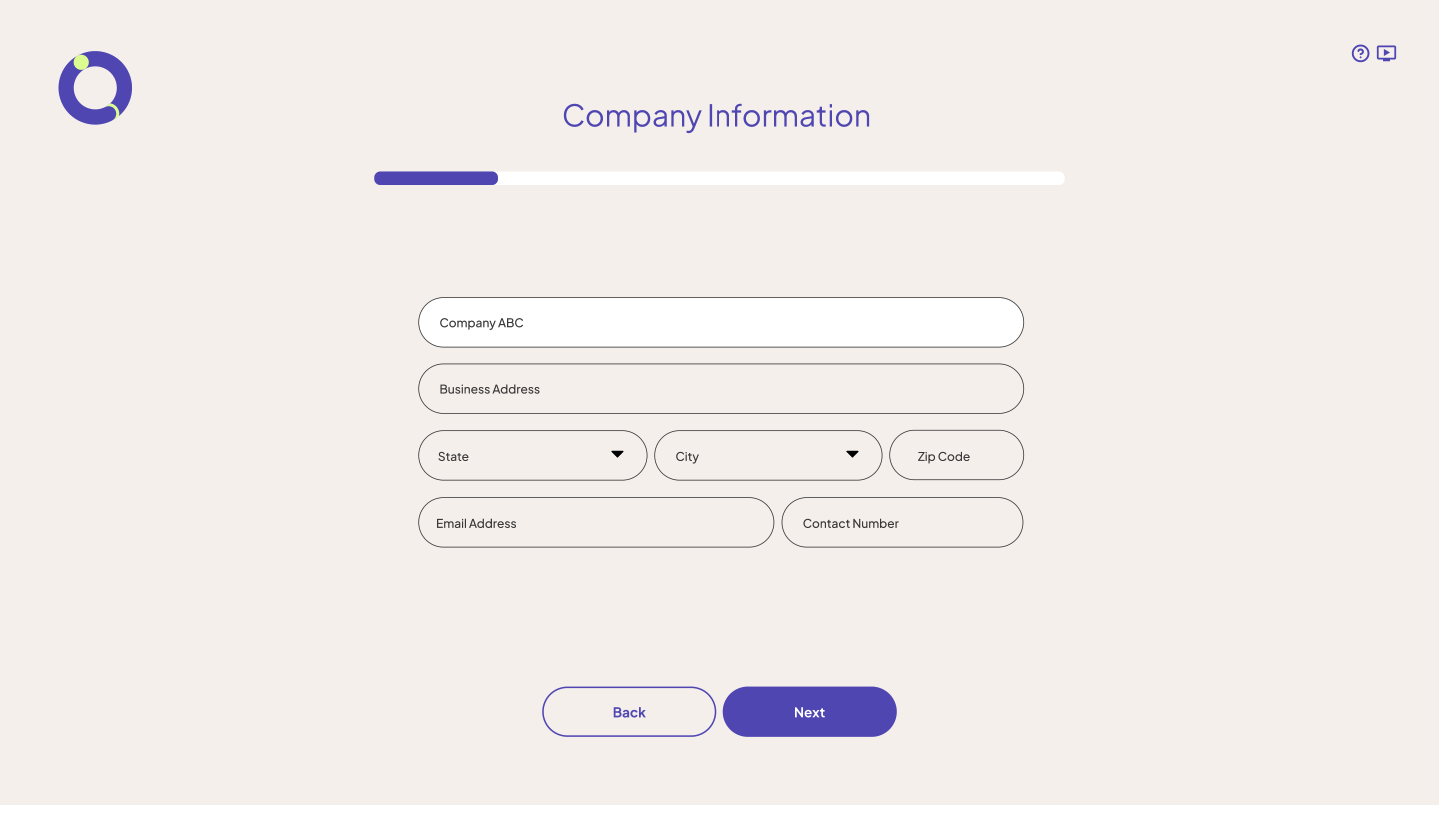 Company Information
Company ABC
Business Address
State City Zip Code
Email Address Contact Number
Back Next